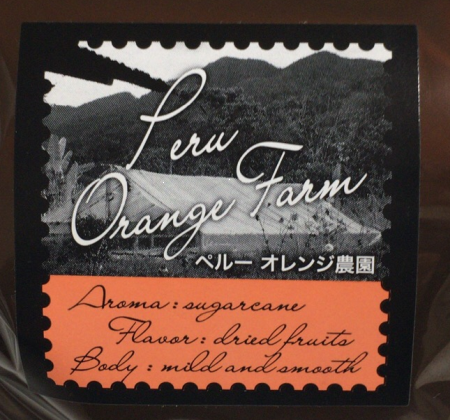 Peru
Orange Farm
ペルー オレンジ農園
Aroma : sugarcane
Flavor : dried fruits
Body : mild and smooth